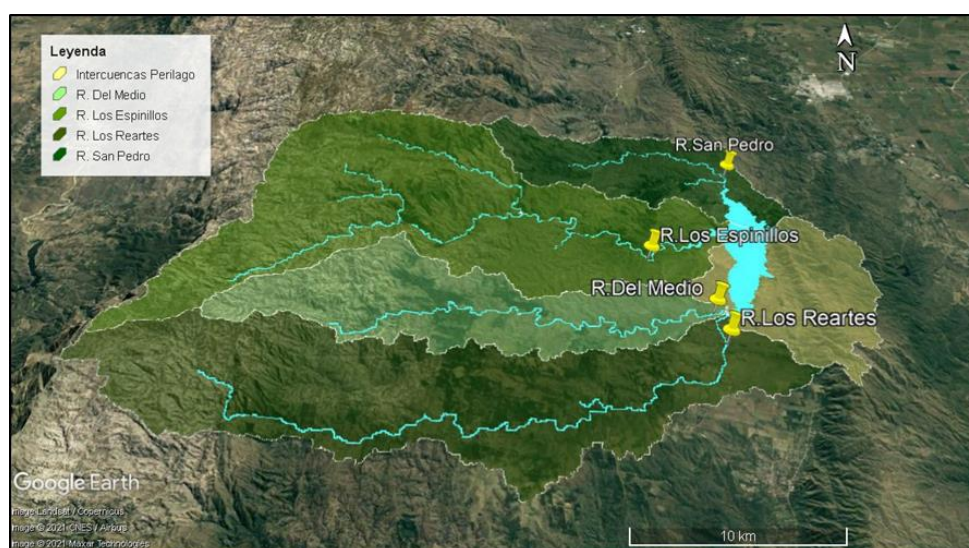 Leyenda
Intercuencas Perilago
R. Del Medio
R. Los Espinillos
R. Los Reartes
R. San Pedro
N
R.San Pedro
R.Los Espinillos
R.Del Medio
R.Los Reartes
Google Earth
Image Landsat / Copernicus
Image © 2021 CNES / Airbus
Image © 2021 Maxar Technologies
10 km